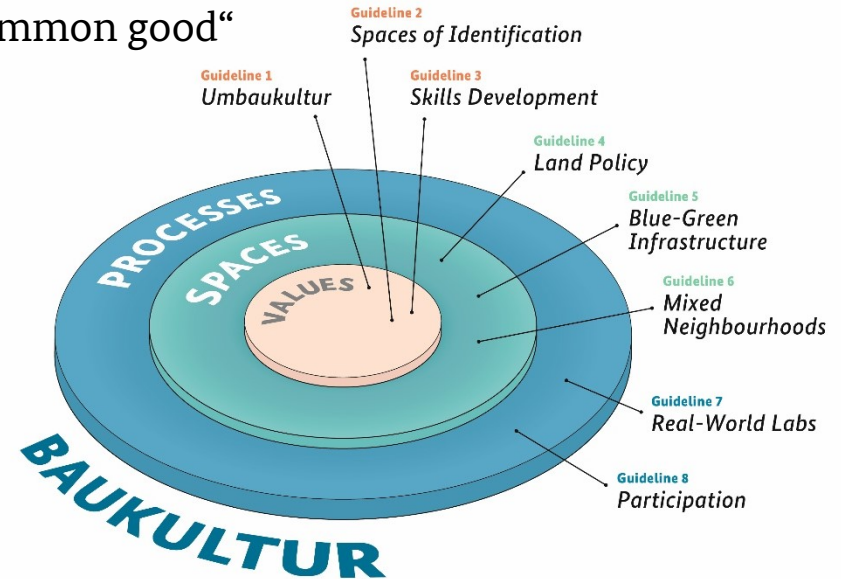 mmon good“
Guideline 2
Spaces of Identification
Guideline 1
Umbaukultur
Guideline 3
Skills Development
Guideline 4
Land Policy
Guideline 5
Blue-Green
Infrastructure
Guideline 6
Mixed
Neighbourhoods
Guideline 7
Real-World Labs
Guideline 8
Participation
PROCESSES
SPACES
VALUES
BAUKULTUR